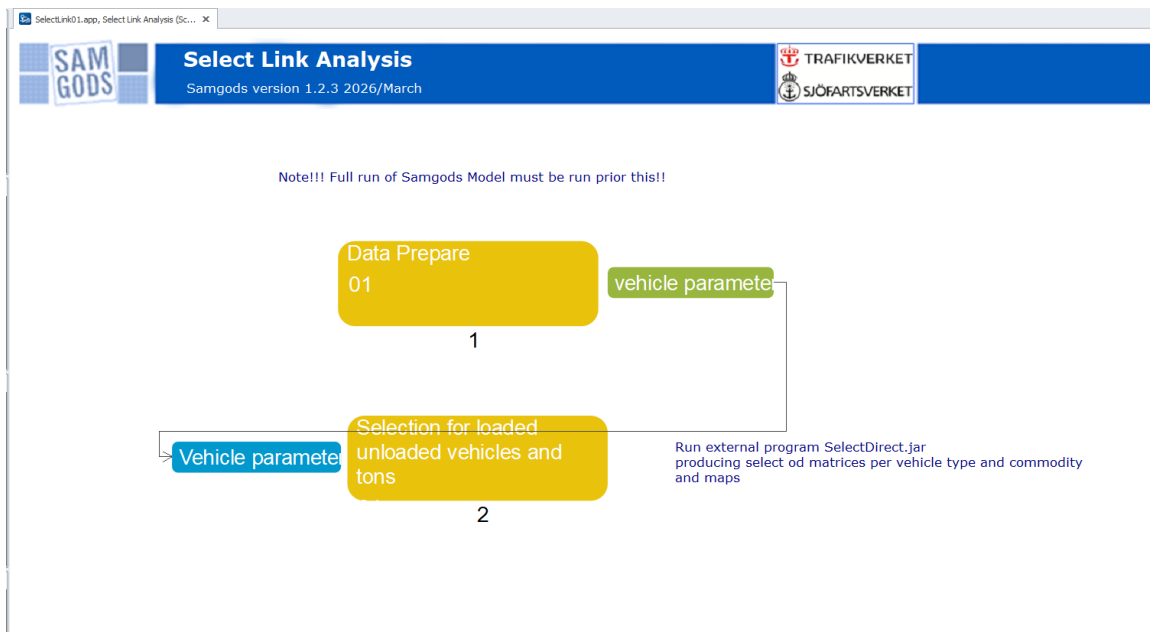 SelectLink01.app, Select Link Analysis (Sc...
SAM
GODS
Select Link Analysis
Samgods version 1.2.3 2026/March
TRAFIKVERKET
SJÖFARTSVERKET
Note!!! Full run of Samgods Model must be run prior this!!
Data Prepare
01
vehicle paramete
1
Selection for loaded
unloaded vehicles and
tons
Vehicle paramete
2
Run external program SelectDirect.jar
producing select od matrices per vehicle type and commodity
and maps